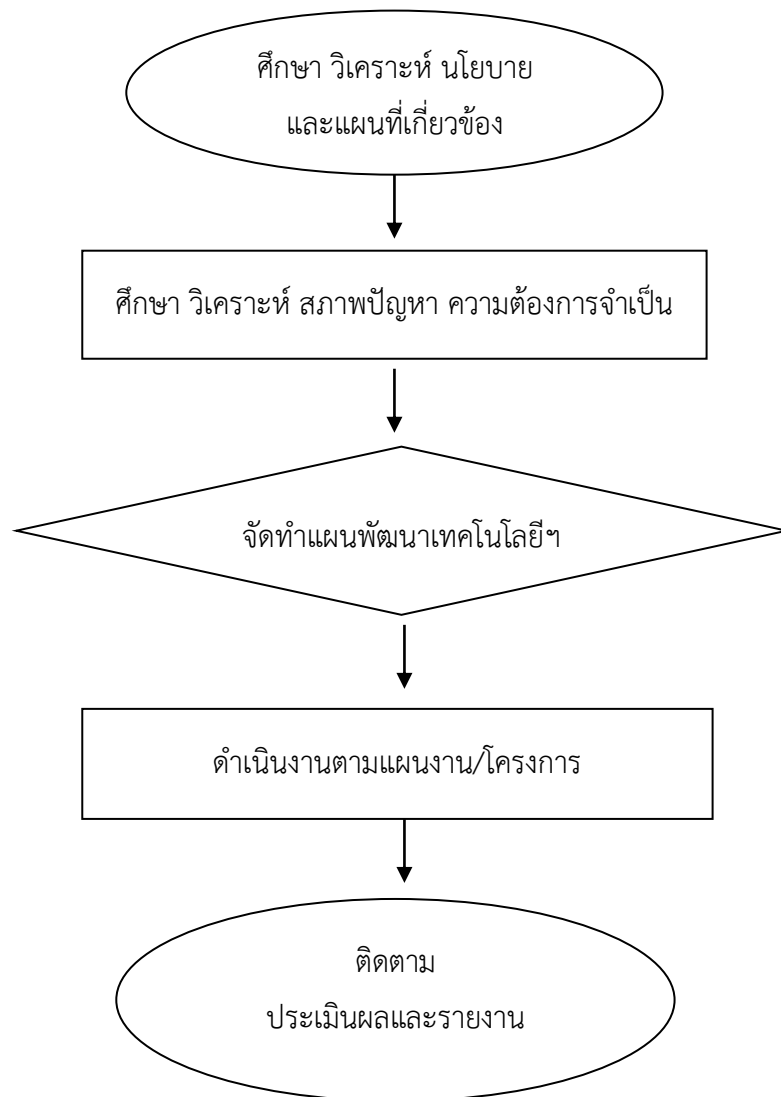 ศึกษา วิเคราะห์ นโยบาย
และแผนที่เกี่ยวข้อง
ศึกษา วิเคราะห์ สภาพปัญหา ความต้องการจำเป็น
จัดทำแผนพัฒนาเทคโนโลยีฯ
ดำเนินงานตามแผนงาน/โครงการ
ติดตาม
ประเมินผลและรายงาน